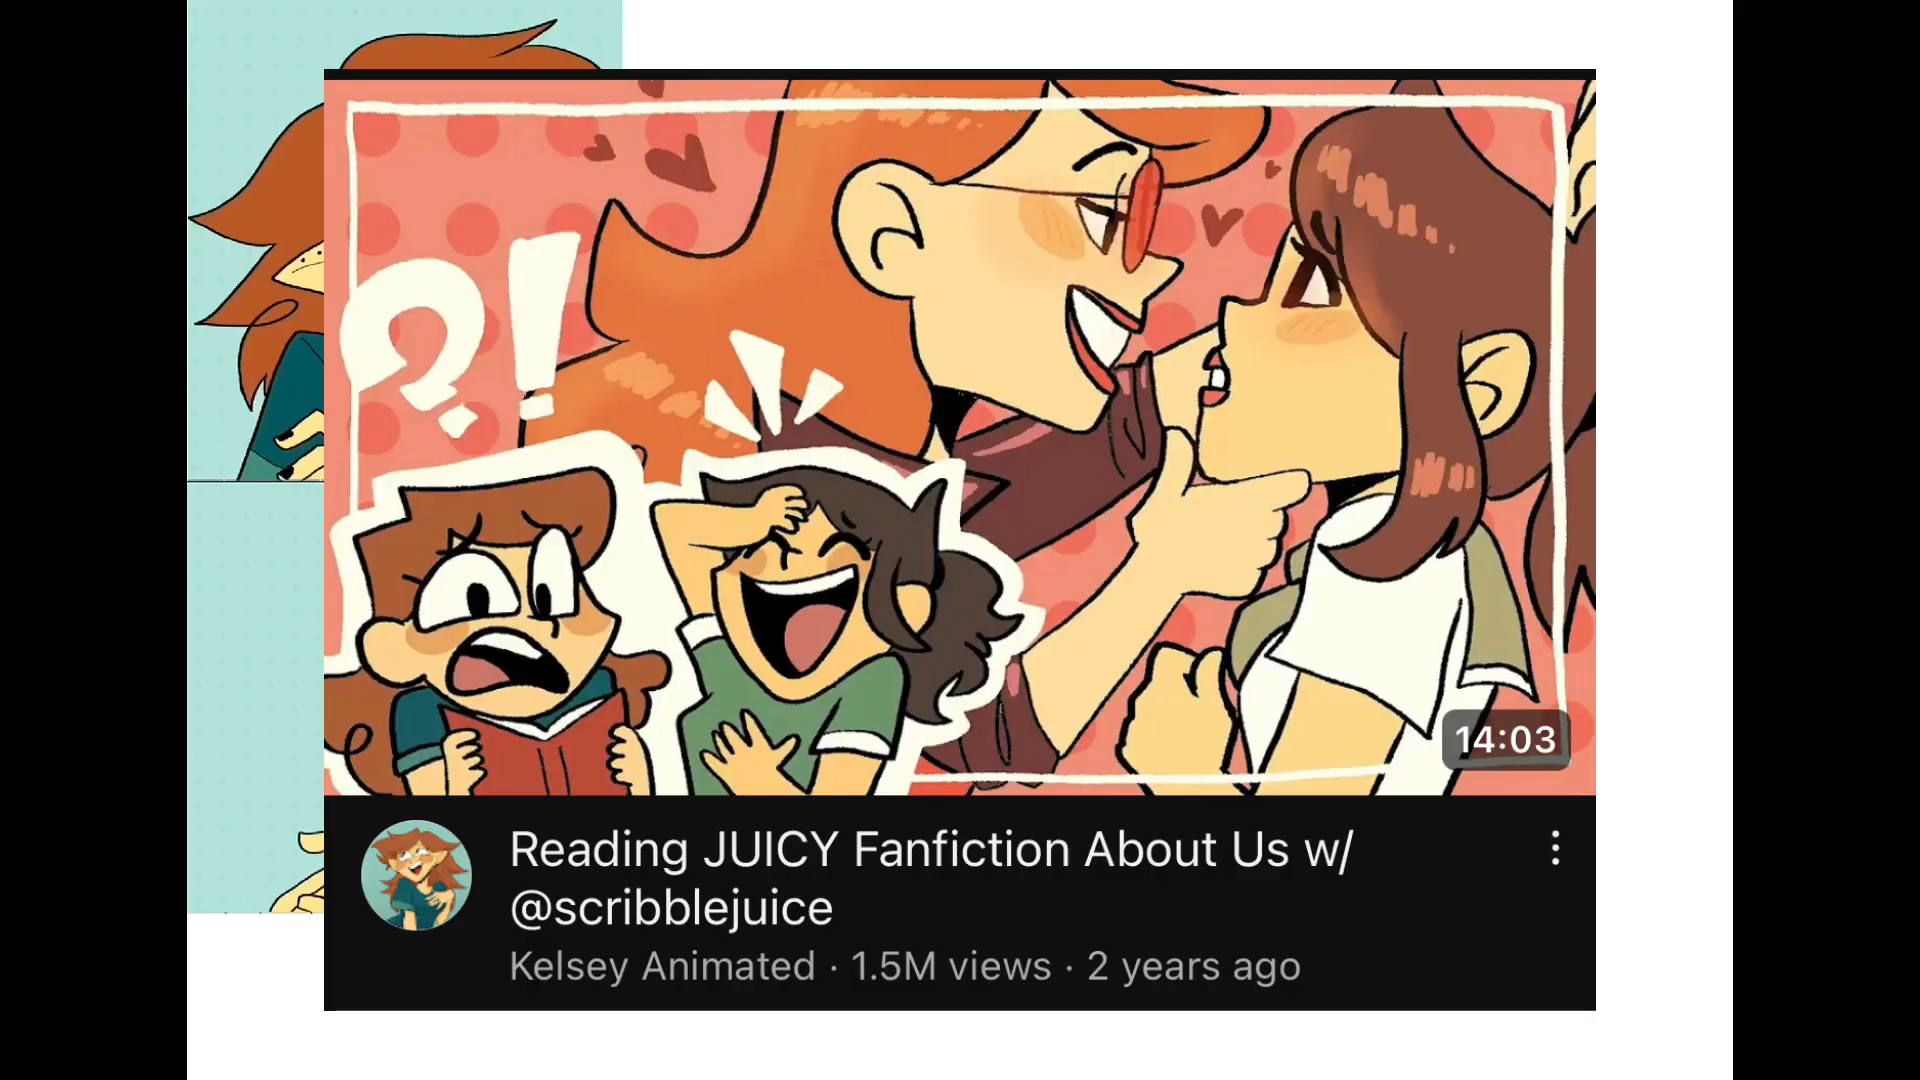 ?!
14:03
Reading JUICY Fanfiction About Us w/
@scribblejuice
Kelsey Animated · 1.5M views · 2 years ago